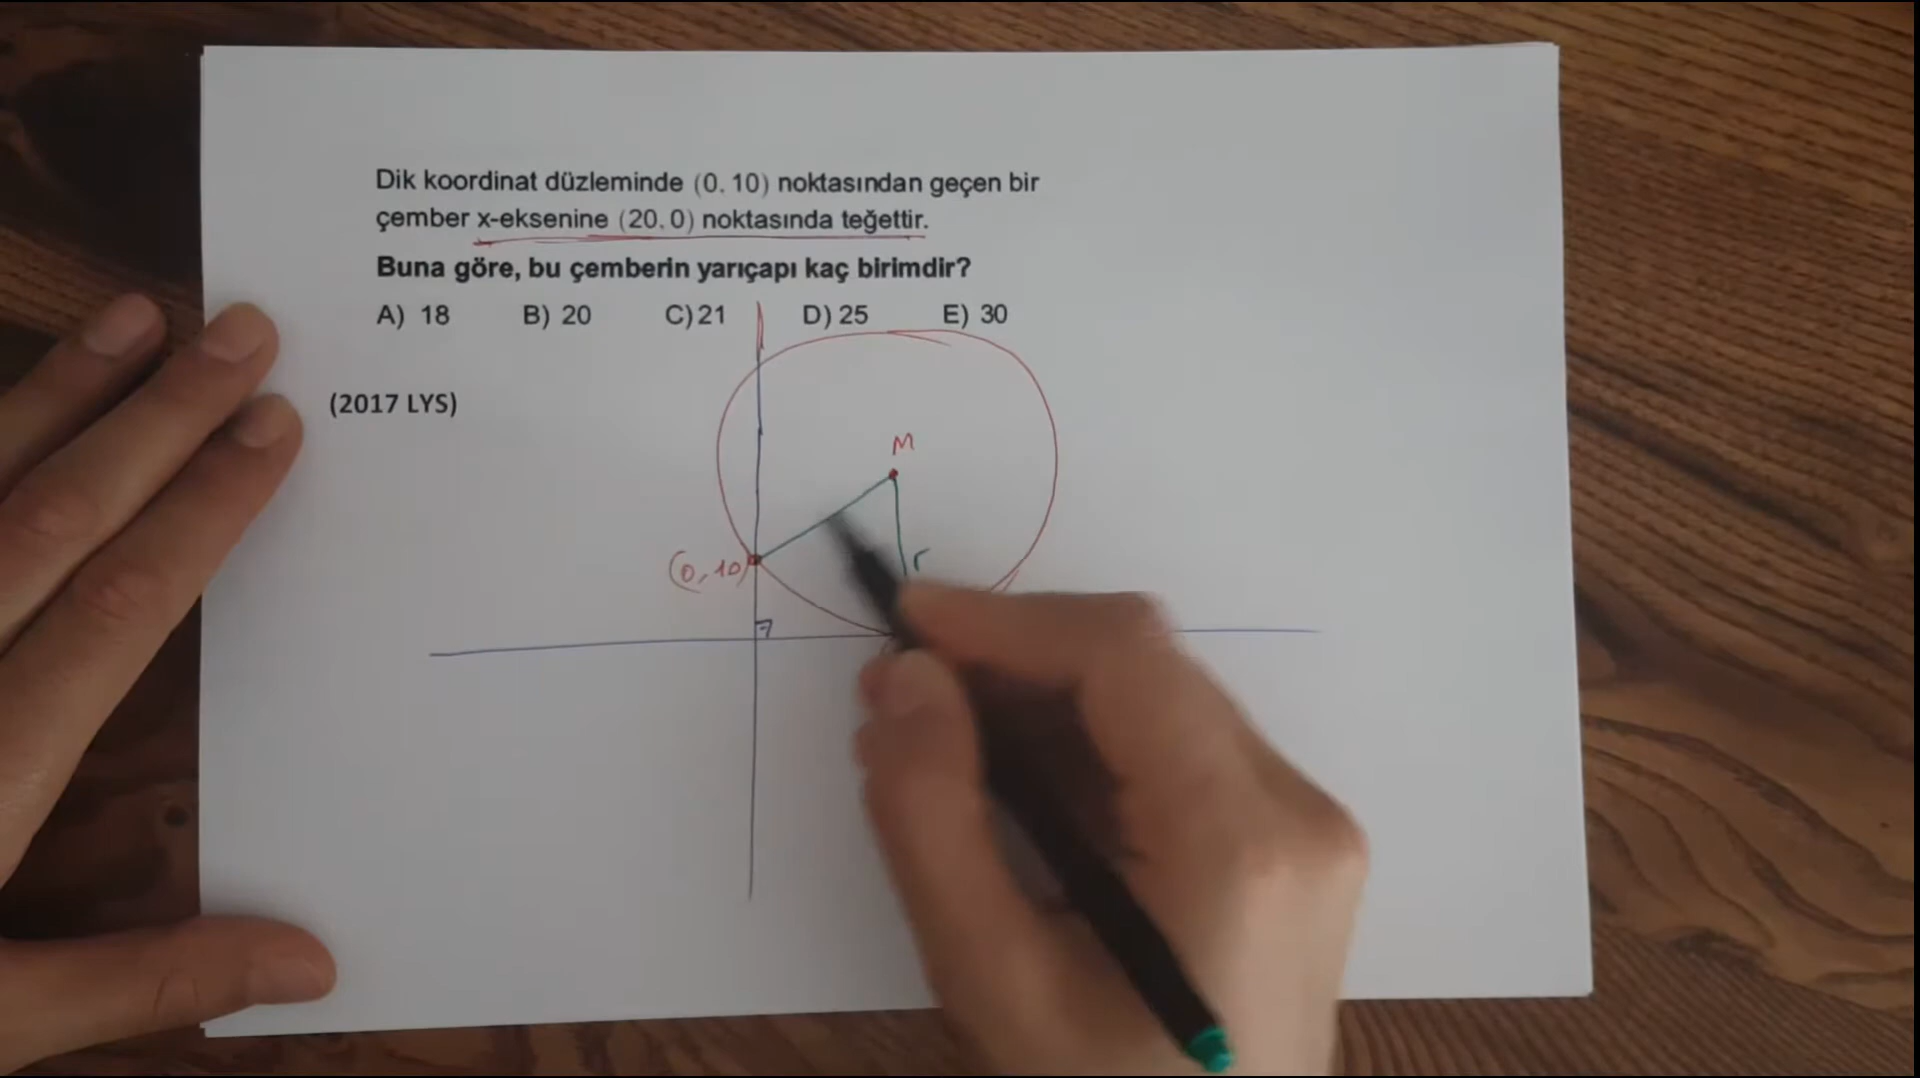 Dik koordinat düzleminde (0, 10) noktasından geçen bir
çember x-eksenine (20, 0) noktasında teğettir.
Buna göre, bu çemberin yarıçapı kaç birimdir?
A) 18 B) 20 C) 21 D) 25 E) 30
(2017 LYS)
M
(0, 10)
r